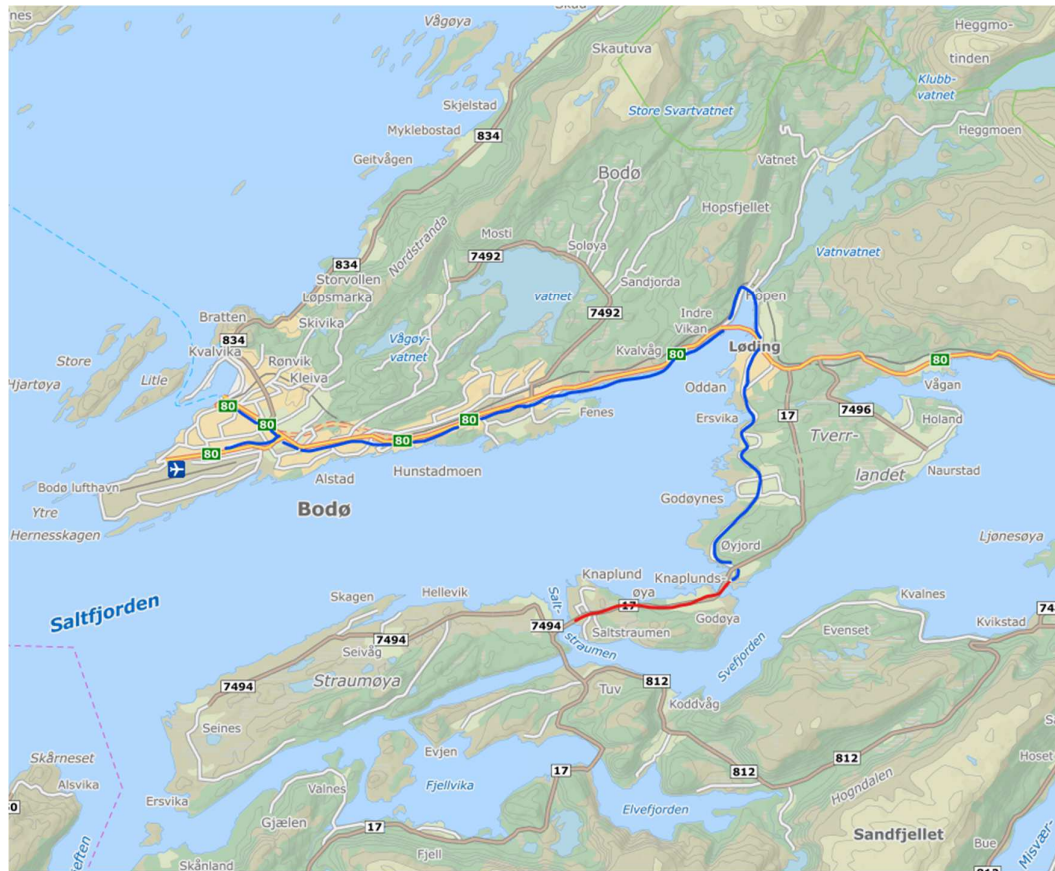 nes
Vågøya
Heggmo-
tinden
Skautuva
Klubb-
vatnet
Skjelstad
Store Svartvatnet
Myklebostad
834
Heggmoen
Geitvågen
Vatnet
Bodø
Hopsfjellet
Nordstranda
Mosti
7492
Soløya
Vatnvatnet
834
Storvollen
Sandjorda
Løpsmarka
vatnet
Hopen
Bratten
Skivika
7492
Indre
Vikan
834
Vågøy-
vatnet
Kvalvika
Rønvik
Kvalvåg
80
Løding
80
Store
Kleiva
Hjartøya
Litle
Oddan
Vågan
80
80
80
Fenes
Ersvika
17
7496
Holand
80
80
Tverr-
landet
Bodø lufthavn
Alstad
Hunstadmoen
Naurstad
Ytre
Hernesskagen
Bodø
Godøynes
Øyjord
Ljønesøya
Knaplund
Knaplunds-
øya
Saltfjorden
Skagen
Hellevik
Salt-
straumen
17
Godøya
Kvalnes
7494
7494
Saltstraumen
Evenset
Kvikstad
74
Seivåg
Svefjorden
7494
Straumøya
Tuv
812
Koddvåg
Seines
Skårneset
Evjen
Hoset
Alsvika
17
812
812
Ersvika
Valnes
Fjellvika
Hogndalen
Elvefjorden
Gjælen
17
Sandfjellet
Fjell
Bue
Skånland
Misvær-
812